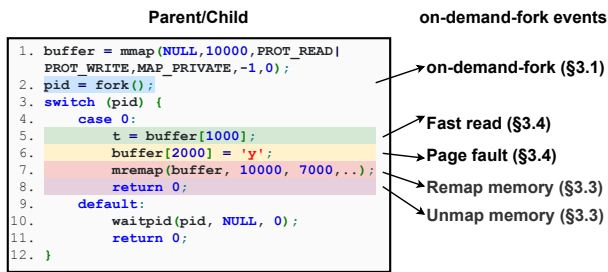 Parent/Child
on-demand-fork events
1. buffer = mmap(NULL,10000,PROT_READ|
PROT_WRITE,MAP_PRIVATE,-1,0);
2. pid = fork();
3. switch (pid) {
4. case 0:
5. t = buffer[1000];
6. buffer[2000] = 'y';
7. mremap(buffer, 10000, 7000,..);
8. return 0;
9. default:
10. waitpid(pid, NULL, 0);
11. return 0;
12. }
on-demand-fork (§3.1)
Fast read (§3.4)
Page fault (§3.4)
Remap memory (§3.3)
Unmap memory (§3.3)